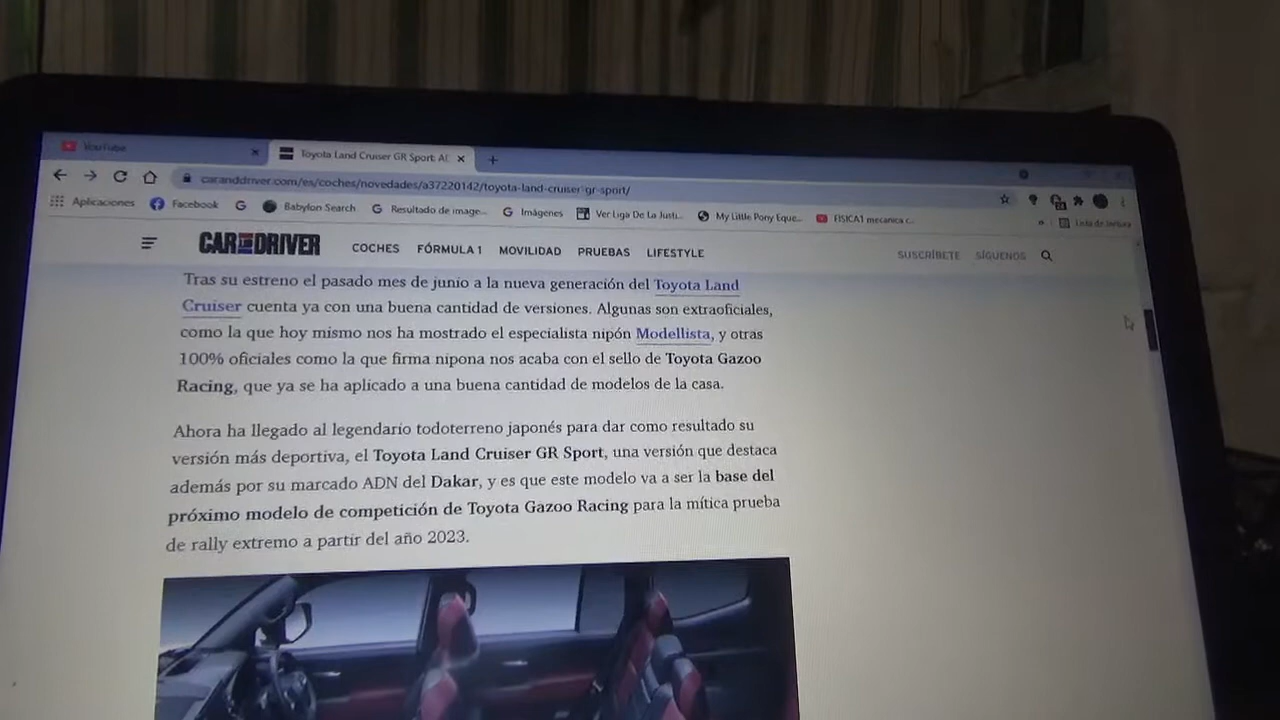 YouTube
Toyota Land Cruiser GR Sport: AD
caranddriver.com/es/coches/novedades/a37220142/toyota-land-cruiser-gr-sport/
Aplicaciones Facebook Babylon Search Resultado de image... Imágenes Ver Liga De La Justi... My Little Pony Eque... FISICA1 mecanica c...
Lista de lectura
CAR AND DRIVER COCHES FÓRMULA 1 MOVILIDAD PRUEBAS LIFESTYLE SUSCRÍBETE SÍGUENOS
Tras su estreno el pasado mes de junio a la nueva generación del Toyota Land
Cruiser cuenta ya con una buena cantidad de versiones. Algunas son extraoficiales,
como la que hoy mismo nos ha mostrado el especialista nipón Modellista, y otras
100% oficiales como la que firma nipona nos acaba con el sello de Toyota Gazoo
Racing, que ya se ha aplicado a una buena cantidad de modelos de la casa.
Ahora ha llegado al legendario todoterreno japonés para dar como resultado su
versión más deportiva, el Toyota Land Cruiser GR Sport, una versión que destaca
además por su marcado ADN del Dakar, y es que este modelo va a ser la base del
próximo modelo de competición de Toyota Gazoo Racing para la mítica prueba
de rally extremo a partir del año 2023.